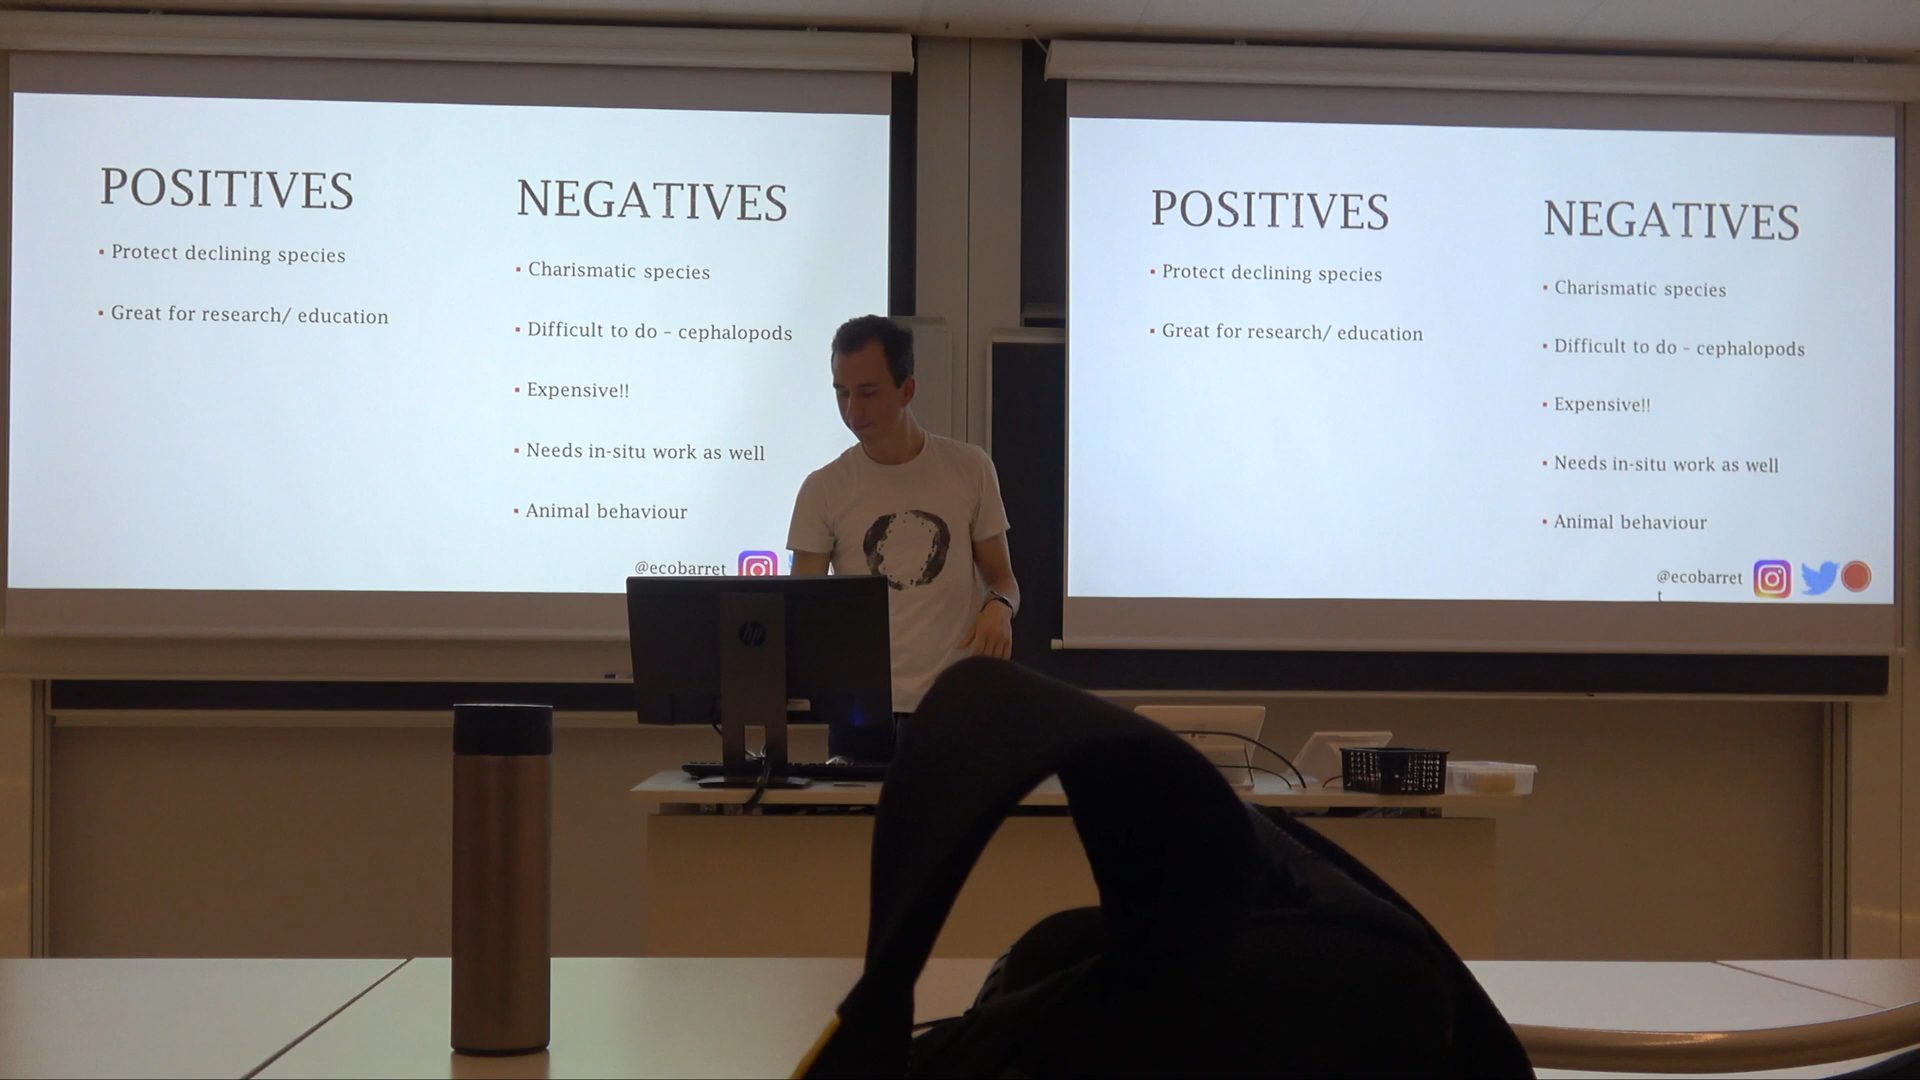 POSITIVES
▪ Protect declining species
▪ Great for research/ education
NEGATIVES
▪ Charismatic species
▪ Difficult to do – cephalopods
▪ Expensive!!
▪ Needs in-situ work as well
▪ Animal behaviour
@ecobarret
POSITIVES
▪ Protect declining species
▪ Great for research/ education
NEGATIVES
▪ Charismatic species
▪ Difficult to do – cephalopods
▪ Expensive!!
▪ Needs in-situ work as well
▪ Animal behaviour
@ecobarret
t
hp